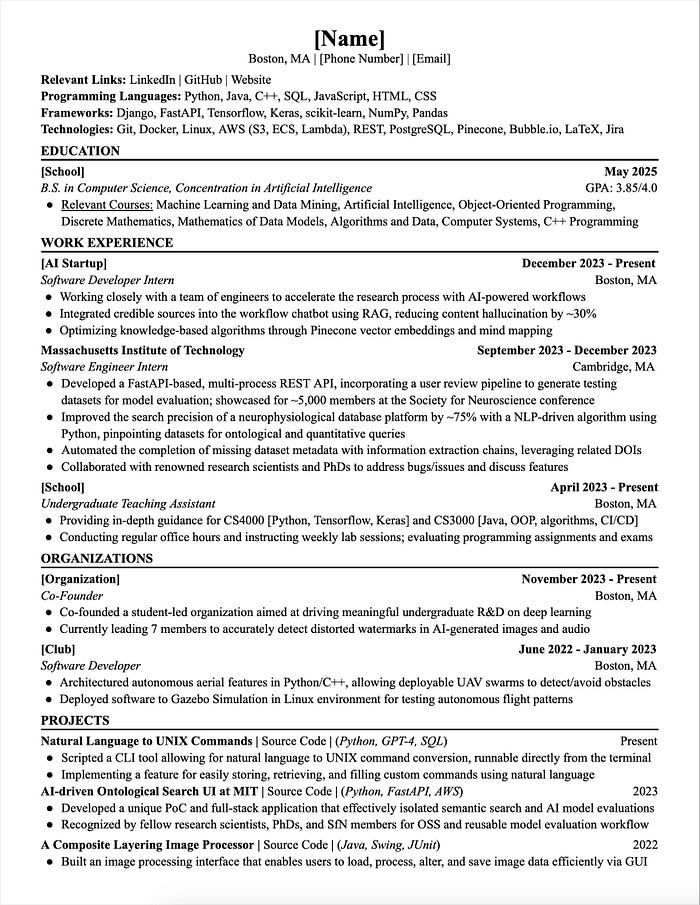 [Name]
Boston, MA | [Phone Number] | [Email]
Relevant Links: LinkedIn | GitHub | Website
Programming Languages: Python, Java, C++, SQL, JavaScript, HTML, CSS
Frameworks: Django, FastAPI, Tensorflow, Keras, scikit-learn, NumPy, Pandas
Technologies: Git, Docker, Linux, AWS (S3, ECS, Lambda), REST, PostgreSQL, Pinecone, Bubble.io, LaTeX, Jira
EDUCATION
[School] May 2025
B.S. in Computer Science, Concentration in Artificial Intelligence GPA: 3.85/4.0
● Relevant Courses: Machine Learning and Data Mining, Artificial Intelligence, Object-Oriented Programming,
Discrete Mathematics, Mathematics of Data Models, Algorithms and Data, Computer Systems, C++ Programming
WORK EXPERIENCE
[AI Startup] December 2023 - Present
Software Developer Intern Boston, MA
● Working closely with a team of engineers to accelerate the research process with AI-powered workflows
● Integrated credible sources into the workflow chatbot using RAG, reducing content hallucination by ~30%
● Optimizing knowledge-based algorithms through Pinecone vector embeddings and mind mapping
Massachusetts Institute of Technology September 2023 - December 2023
Software Engineer Intern Cambridge, MA
● Developed a FastAPI-based, multi-process REST API, incorporating a user review pipeline to generate testing
datasets for model evaluation; showcased for ~5,000 members at the Society for Neuroscience conference
● Improved the search precision of a neurophysiological database platform by ~75% with a NLP-driven algorithm using
Python, pinpointing datasets for ontological and quantitative queries
● Automated the completion of missing dataset metadata with information extraction chains, leveraging related DOIs
● Collaborated with renowned research scientists and PhDs to address bugs/issues and discuss features
[School] April 2023 - Present
Undergraduate Teaching Assistant Boston, MA
● Providing in-depth guidance for CS4000 [Python, Tensorflow, Keras] and CS3000 [Java, OOP, algorithms, CI/CD]
● Conducting regular office hours and instructing weekly lab sessions; evaluating programming assignments and exams
ORGANIZATIONS
[Organization] November 2023 - Present
Co-Founder Boston, MA
● Co-founded a student-led organization aimed at driving meaningful undergraduate R&D on deep learning
● Currently leading 7 members to accurately detect distorted watermarks in AI-generated images and audio
[Club] June 2022 - January 2023
Software Developer Boston, MA
● Architectured autonomous aerial features in Python/C++, allowing deployable UAV swarms to detect/avoid obstacles
● Deployed software to Gazebo Simulation in Linux environment for testing autonomous flight patterns
PROJECTS
Natural Language to UNIX Commands | Source Code | (Python, GPT-4, SQL) Present
● Scripted a CLI tool allowing for natural language to UNIX command conversion, runnable directly from the terminal
● Implementing a feature for easily storing, retrieving, and filling custom commands using natural language
AI-driven Ontological Search UI at MIT | Source Code | (Python, FastAPI, AWS) 2023
● Developed a unique PoC and full-stack application that effectively isolated semantic search and AI model evaluations
● Recognized by fellow research scientists, PhDs, and SfN members for OSS and reusable model evaluation workflow
A Composite Layering Image Processor | Source Code | (Java, Swing, JUnit) 2022
● Built an image processing interface that enables users to load, process, alter, and save image data efficiently via GUI